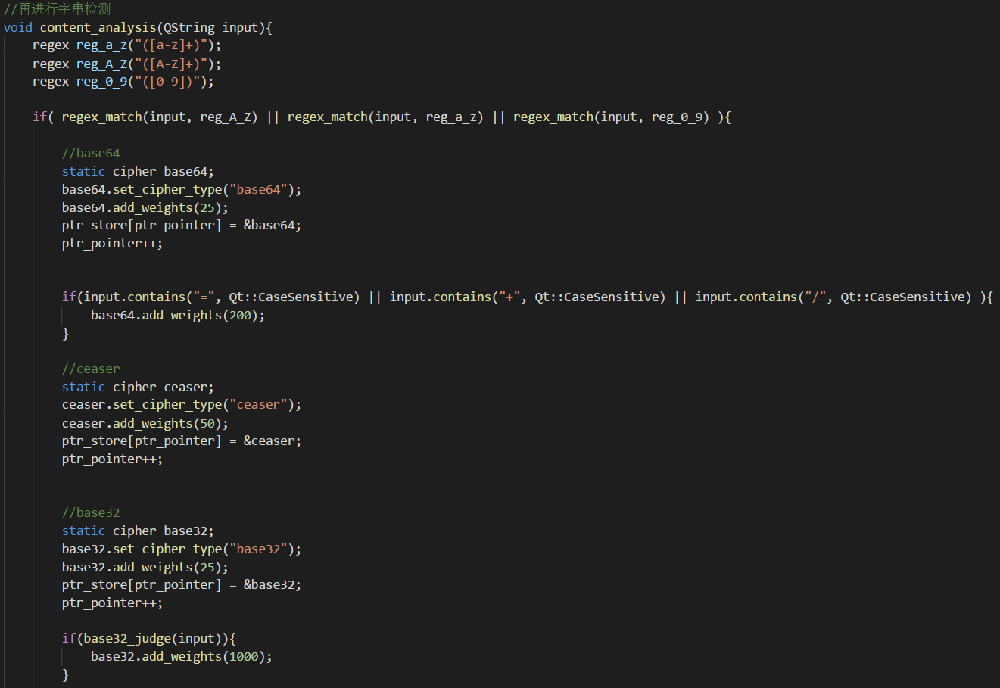 //再进行字串检测
void content_analysis(QString input){
    regex reg_a_z("([a-z]+)");
    regex reg_A_Z("([A-Z]+)");
    regex reg_0_9("([0-9])");
    if( regex_match(input, reg_A_Z) || regex_match(input, reg_a_z) || regex_match(input, reg_0_9) ){
        //base64
        static cipher base64;
        base64.set_cipher_type("base64");
        base64.add_weights(25);
        ptr_store[ptr_pointer] = &base64;
        ptr_pointer++;
        if(input.contains("=", Qt::CaseSensitive) || input.contains("+", Qt::CaseSensitive) || input.contains("/", Qt::CaseSensitive) ){
            base64.add_weights(200);
        }
        //ceaser
        static cipher ceaser;
        ceaser.set_cipher_type("ceaser");
        ceaser.add_weights(50);
        ptr_store[ptr_pointer] = &ceaser;
        ptr_pointer++;
        //base32
        static cipher base32;
        base32.set_cipher_type("base32");
        base32.add_weights(25);
        ptr_store[ptr_pointer] = &base32;
        ptr_pointer++;
        if(base32_judge(input)){
            base32.add_weights(1000);
        }